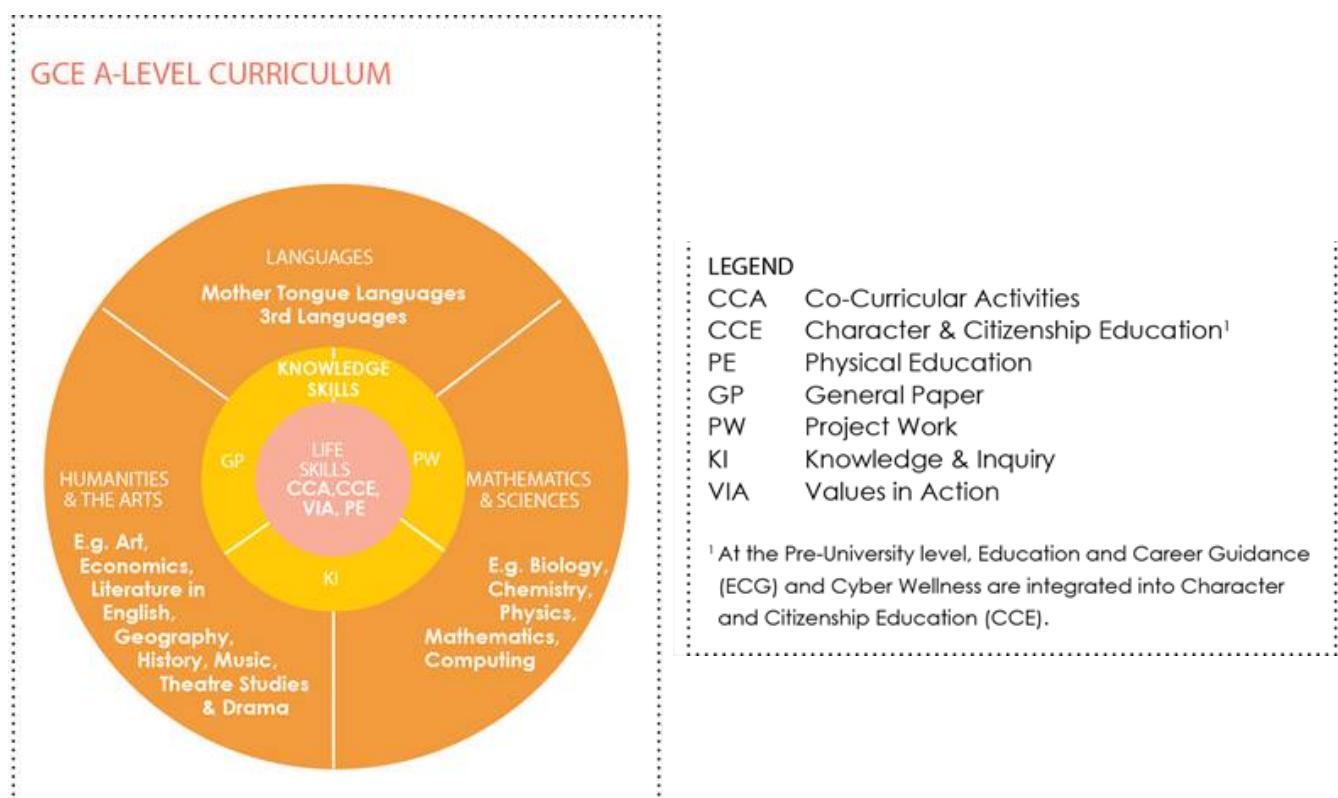 GCE A-LEVEL CURRICULUM
LANGUAGES
Mother Tongue Languages
3rd Languages
KNOWLEDGE
SKILLS
GP
PW
KI
LIFE
SKILLS
CCA,CCE,
VIA, PE
HUMANITIES
& THE ARTS
E.g. Art,
Economics,
Literature in
English,
Geography,
History, Music,
Theatre Studies
& Drama
MATHEMATICS
& SCIENCES
E.g. Biology,
Chemistry,
Physics,
Mathematics,
Computing
LEGEND
CCA Co-Curricular Activities
CCE Character & Citizenship Education¹
PE Physical Education
GP General Paper
PW Project Work
KI Knowledge & Inquiry
VIA Values in Action
¹ At the Pre-University level, Education and Career Guidance
(ECG) and Cyber Wellness are integrated into Character
and Citizenship Education (CCE).